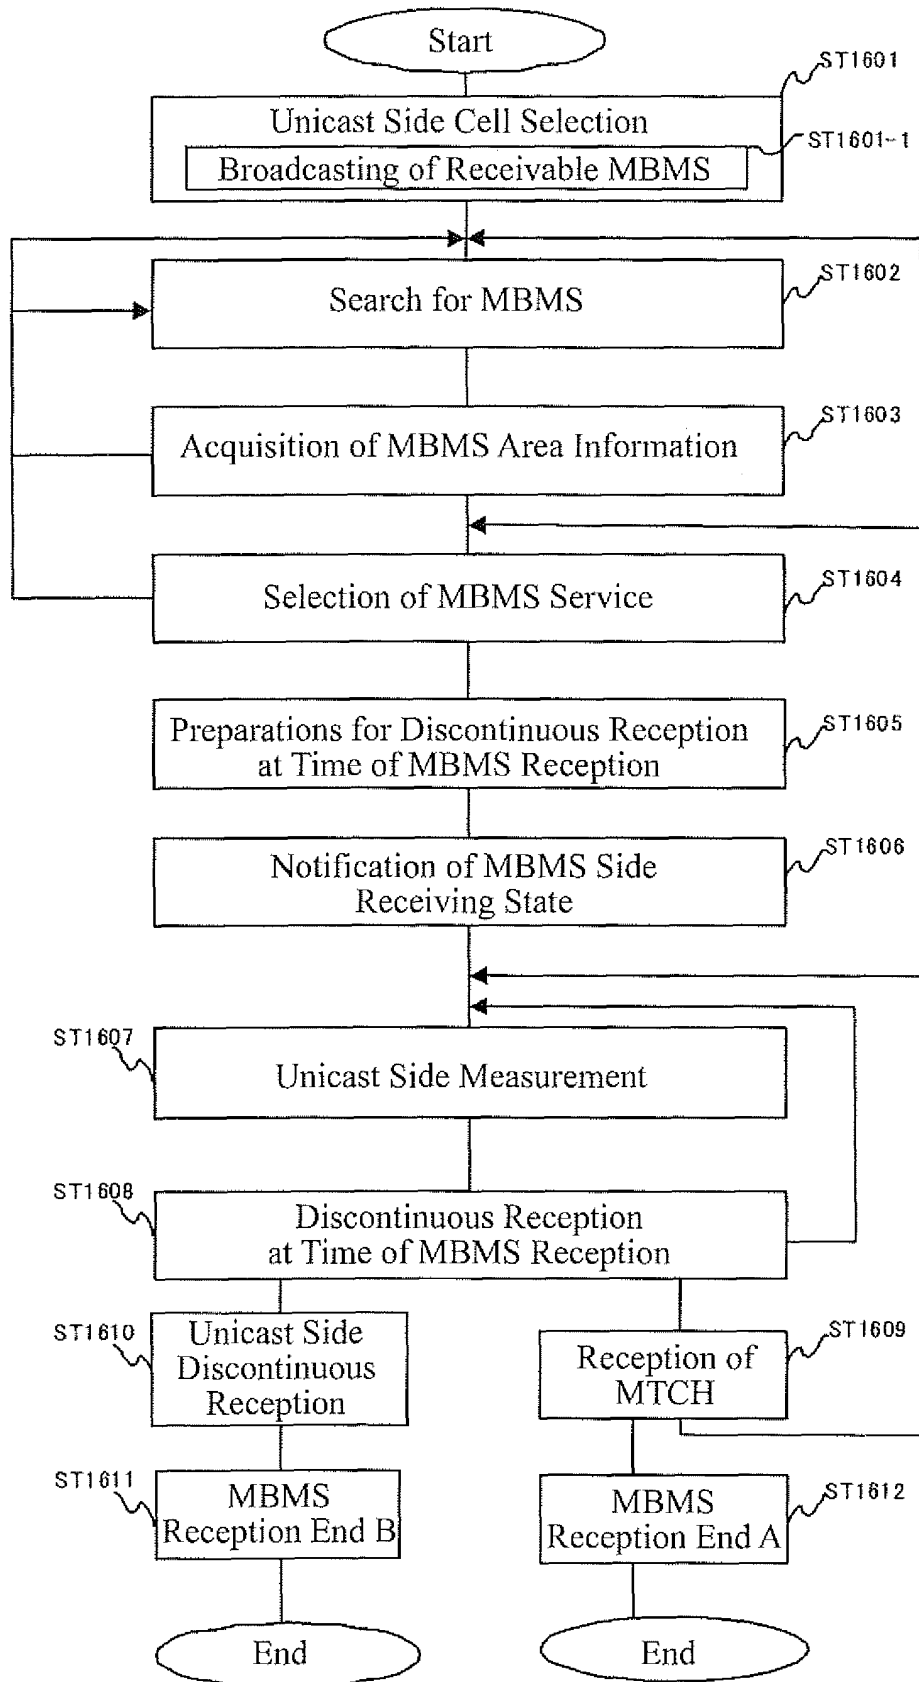 Start
ST1601
Unicast Side Cell Selection
ST1601-1
Broadcasting of Receivable MBMS
ST1602
Search for MBMS
ST1603
Acquisition of MBMS Area Information
ST1604
Selection of MBMS Service
ST1605
Preparations for Discontinuous Reception
at Time of MBMS Reception
ST1606
Notification of MBMS Side
Receiving State
ST1607
Unicast Side Measurement
ST1608
Discontinuous Reception
at Time of MBMS Reception
ST1610
Unicast Side
Discontinuous
Reception
ST1609
Reception of
MTCH
ST1611
MBMS
Reception End B
ST1612
MBMS
Reception End A
End
End